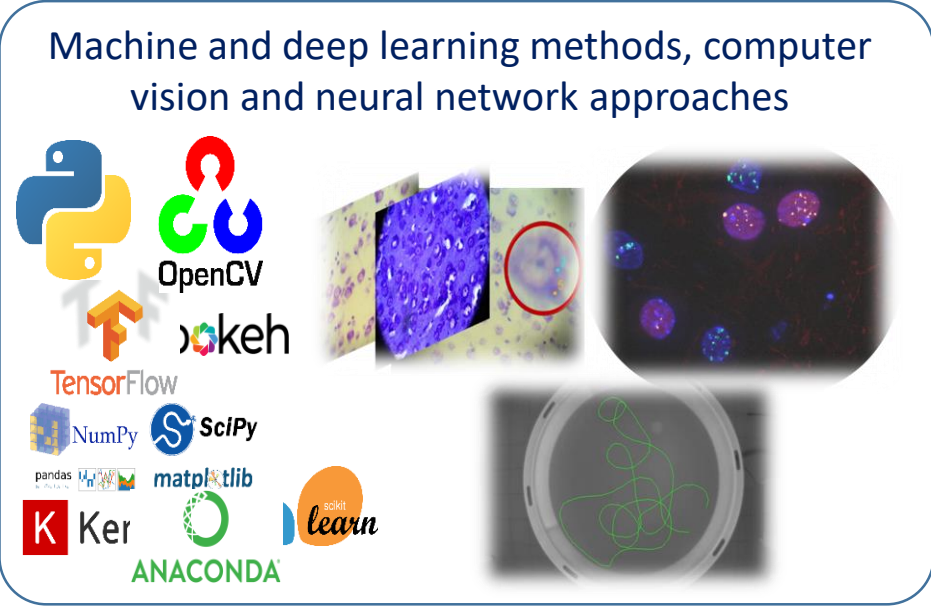 Machine and deep learning methods, computer
vision and neural network approaches
OpenCV
okeh
TensorFlow
NumPy
SciPy
pandas
matplotlib
K Ker
scikit
learn
ANACONDA